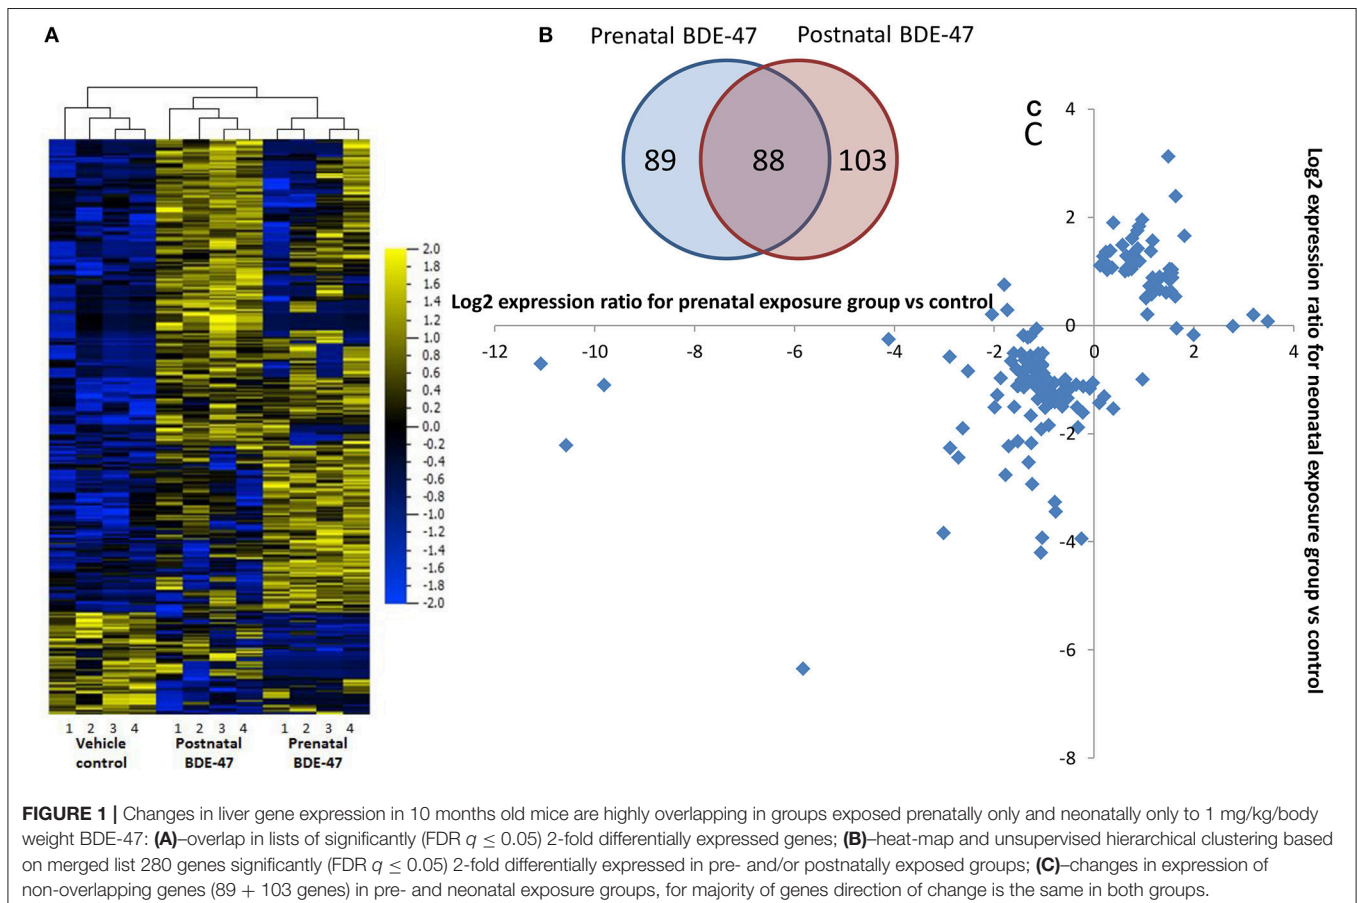 A
B
Prenatal BDE-47
Postnatal BDE-47
89
88
103
C
C
4
2
0
-2
-4
-6
-8
Log2 expression ratio for prenatal exposure group vs control
-12
-10
-8
-6
-4
-2
0
2
4
Log2 expression ratio for neonatal exposure group vs control
2.0
1.8
1.6
1.4
1.2
1.0
0.8
0.6
0.4
0.2
0.0
-0.2
-0.4
-0.6
-0.8
-1.0
-1.2
-1.4
-1.6
-1.8
-2.0
1 2 3 4 1 2 3 4 1 2 3 4
Vehicle control
Postnatal BDE-47
Prenatal BDE-47
FIGURE 1 | Changes in liver gene expression in 10 months old mice are highly overlapping in groups exposed prenatally only and neonatally only to 1 mg/kg/body
weight BDE-47: (A)–overlap in lists of significantly (FDR q ≤ 0.05) 2-fold differentially expressed genes; (B)–heat-map and unsupervised hierarchical clustering based
on merged list 280 genes significantly (FDR q ≤ 0.05) 2-fold differentially expressed in pre- and/or postnatally exposed groups; (C)–changes in expression of
non-overlapping genes (89 + 103 genes) in pre- and neonatal exposure groups, for majority of genes direction of change is the same in both groups.